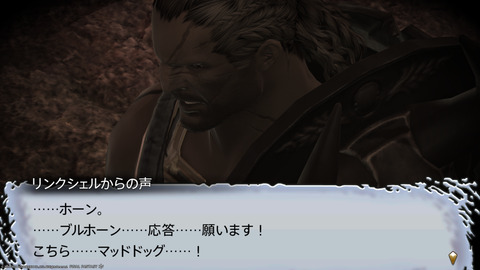 リンクシェルからの声
……ホーン。
……ブルホーン……応答……願います！
こちら……マッドドッグ……！